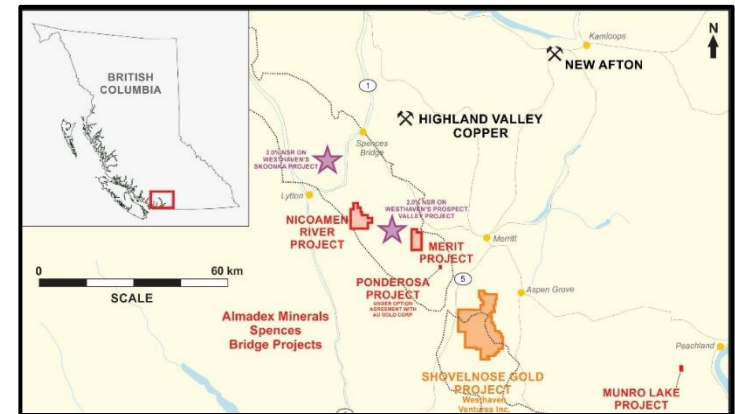 BRITISH
COLUMBIA
N
Kamloops
NEW AFTON
1
HIGHLAND VALLEY
COPPER
Spences
Bridge
2.0% NSR ON
WESTHAVEN'S
SKOONKA PROJECT
Lytton
2.0% NSR ON
WESTHAVEN'S PROSPECT
VALLEY PROJECT
NICOAMEN
RIVER
PROJECT
MERIT
PROJECT
Merritt
0 60 km
SCALE
PONDEROSA
PROJECT
UNDER OPTION
AGREEMENT WITH
AU GOLD CORP
5
Aspen Grove
Almadex Minerals
Spences
Bridge Projects
Peachland
SHOVELNOSE GOLD
PROJECT
Westhaven
Ventures Inc.
MUNRO LAKE
PROJECT